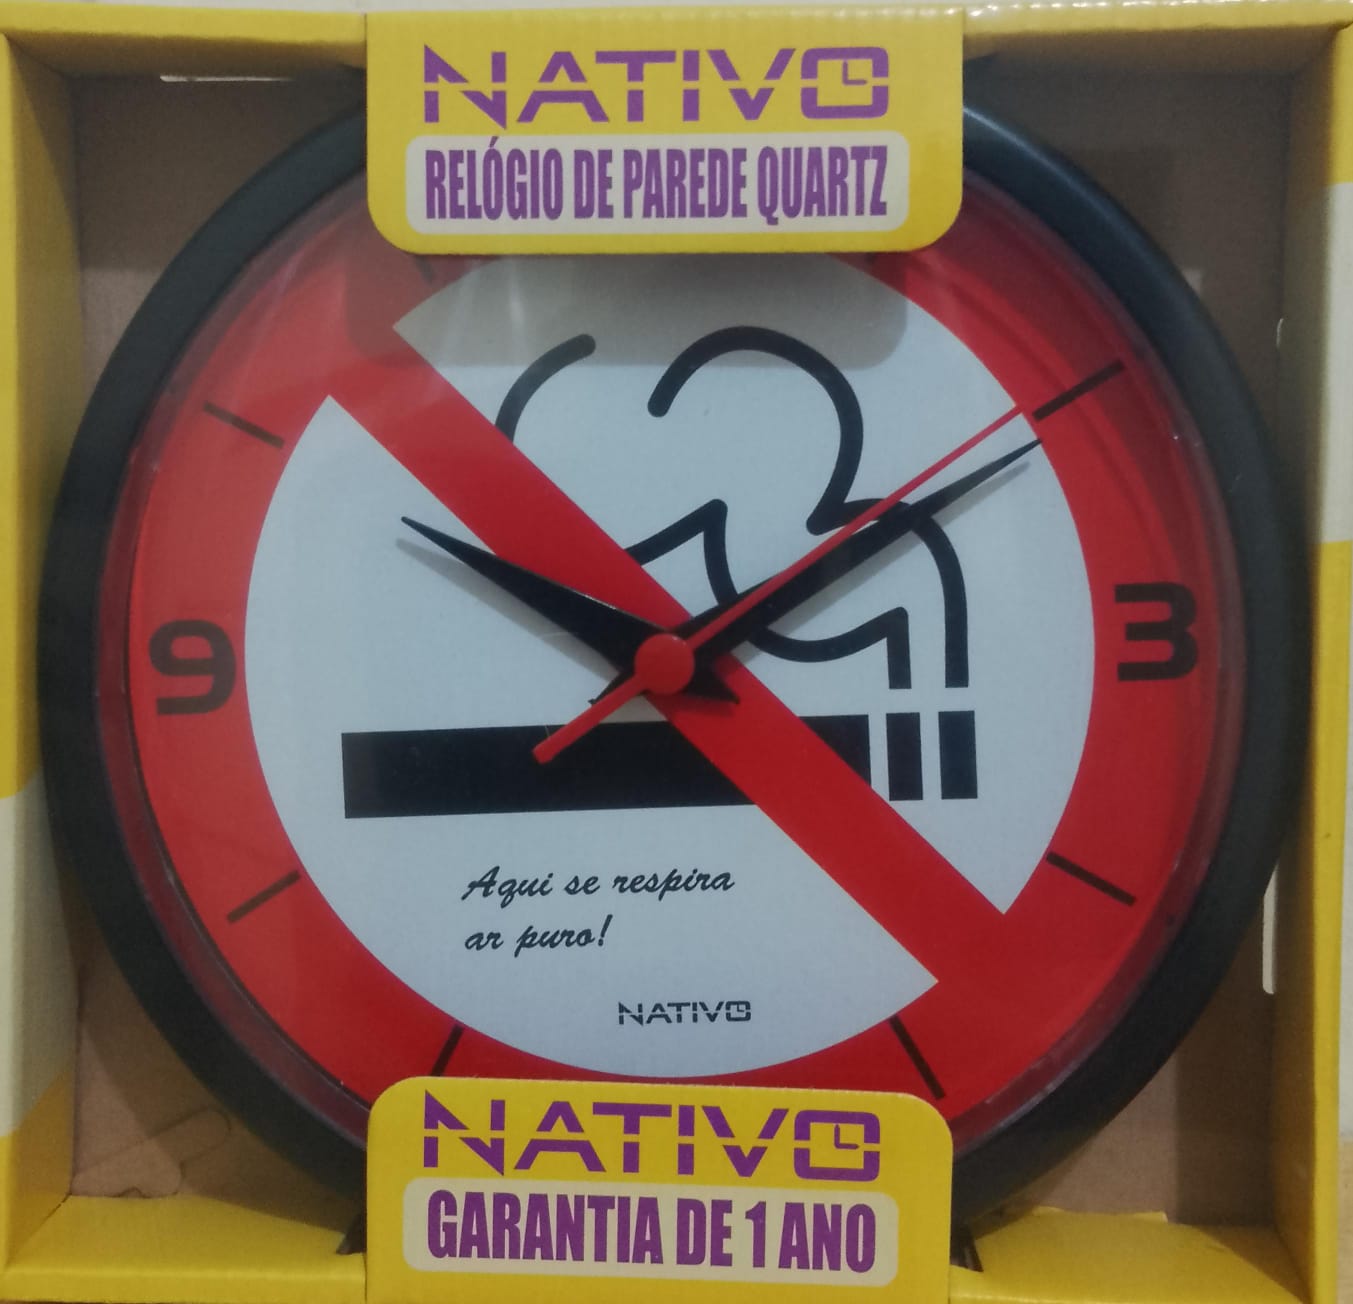 NATIVO
RELÓGIO DE PAREDE QUARTZ
9
3
Aqui se respira
ar puro!
NATIVO
NATIVO
GARANTIA DE 1 ANO